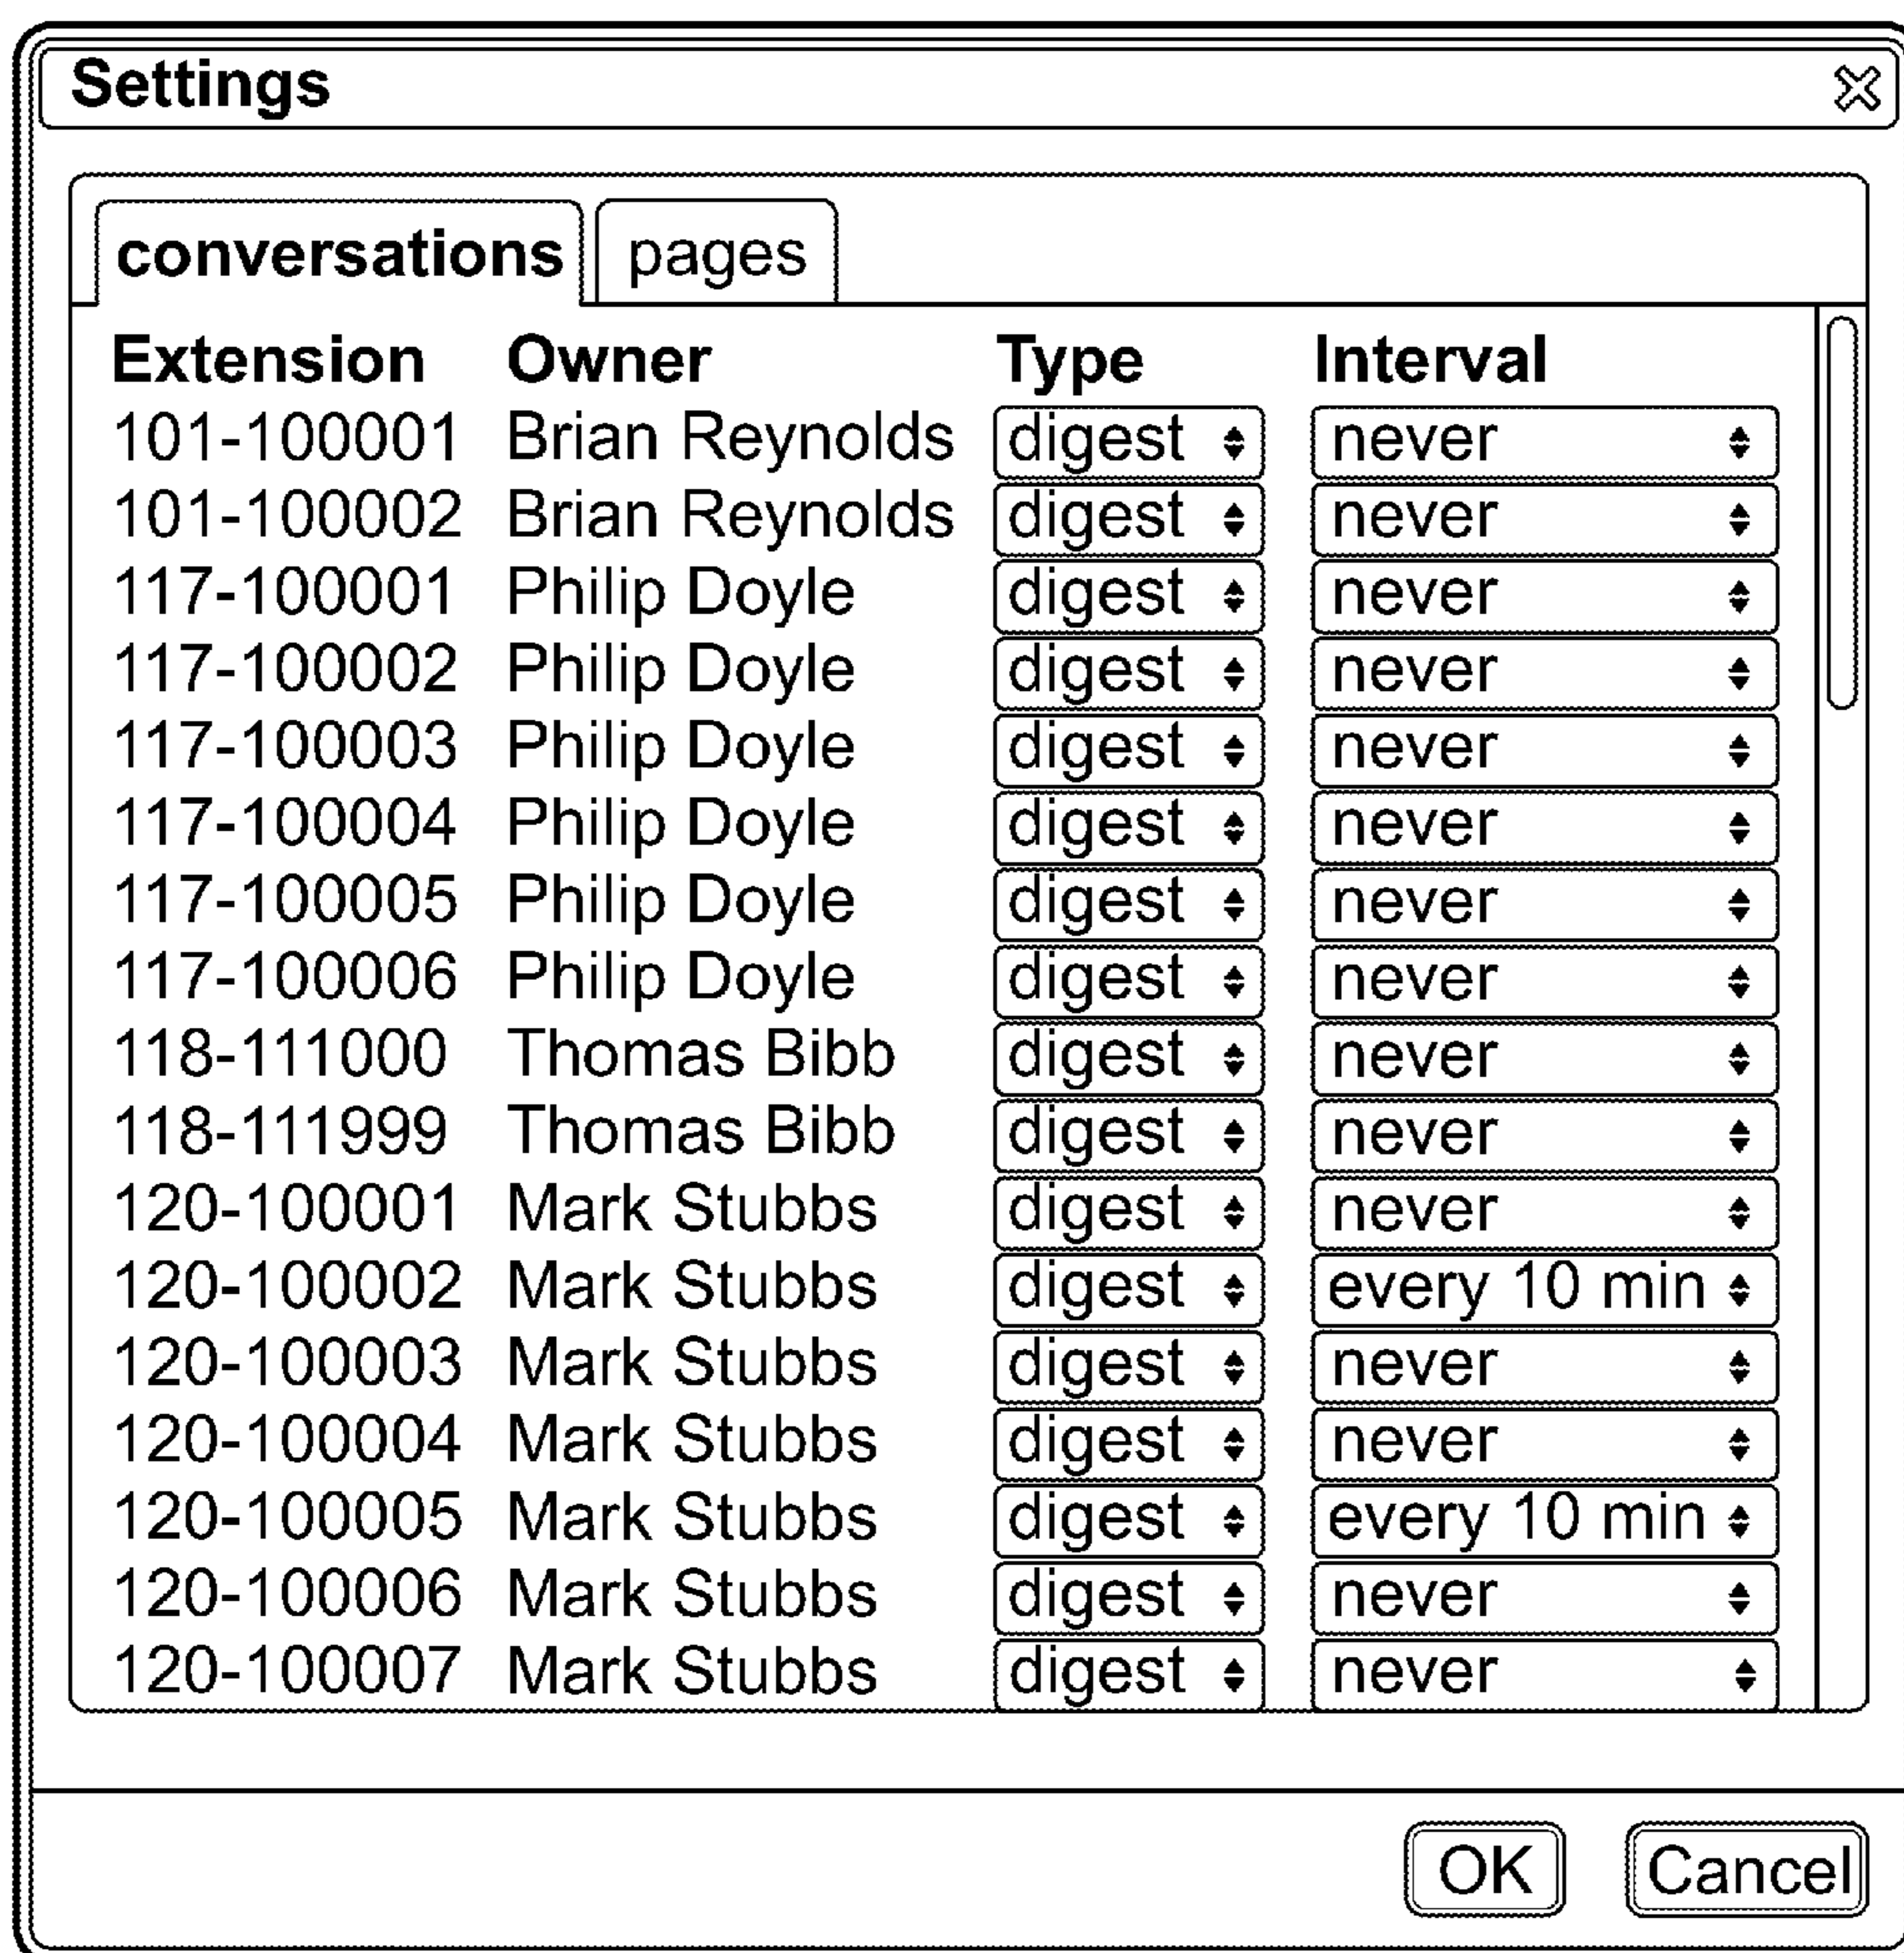 Settings
conversations pages
Extension Owner Type Interval
101-100001 Brian Reynolds digest never
101-100002 Brian Reynolds digest never
117-100001 Philip Doyle digest never
117-100002 Philip Doyle digest never
117-100003 Philip Doyle digest never
117-100004 Philip Doyle digest never
117-100005 Philip Doyle digest never
117-100006 Philip Doyle digest never
118-111000 Thomas Bibb digest never
118-111999 Thomas Bibb digest never
120-100001 Mark Stubbs digest never
120-100002 Mark Stubbs digest every 10 min
120-100003 Mark Stubbs digest never
120-100004 Mark Stubbs digest never
120-100005 Mark Stubbs digest every 10 min
120-100006 Mark Stubbs digest never
120-100007 Mark Stubbs digest never
OK Cancel